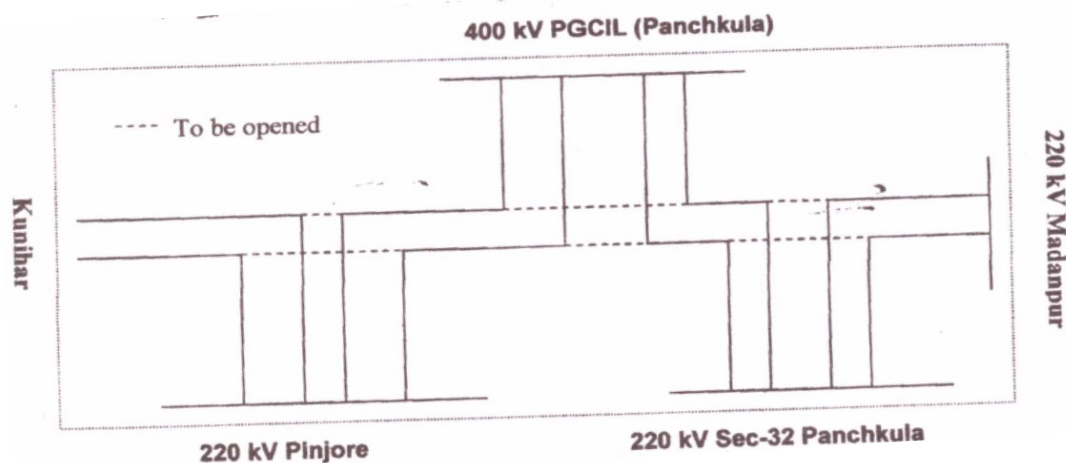 400 kV PGCIL (Panchkula)
---- To be opened
Kunihar
220 kV Madanpur
220 kV Pinjore
220 kV Sec-32 Panchkula